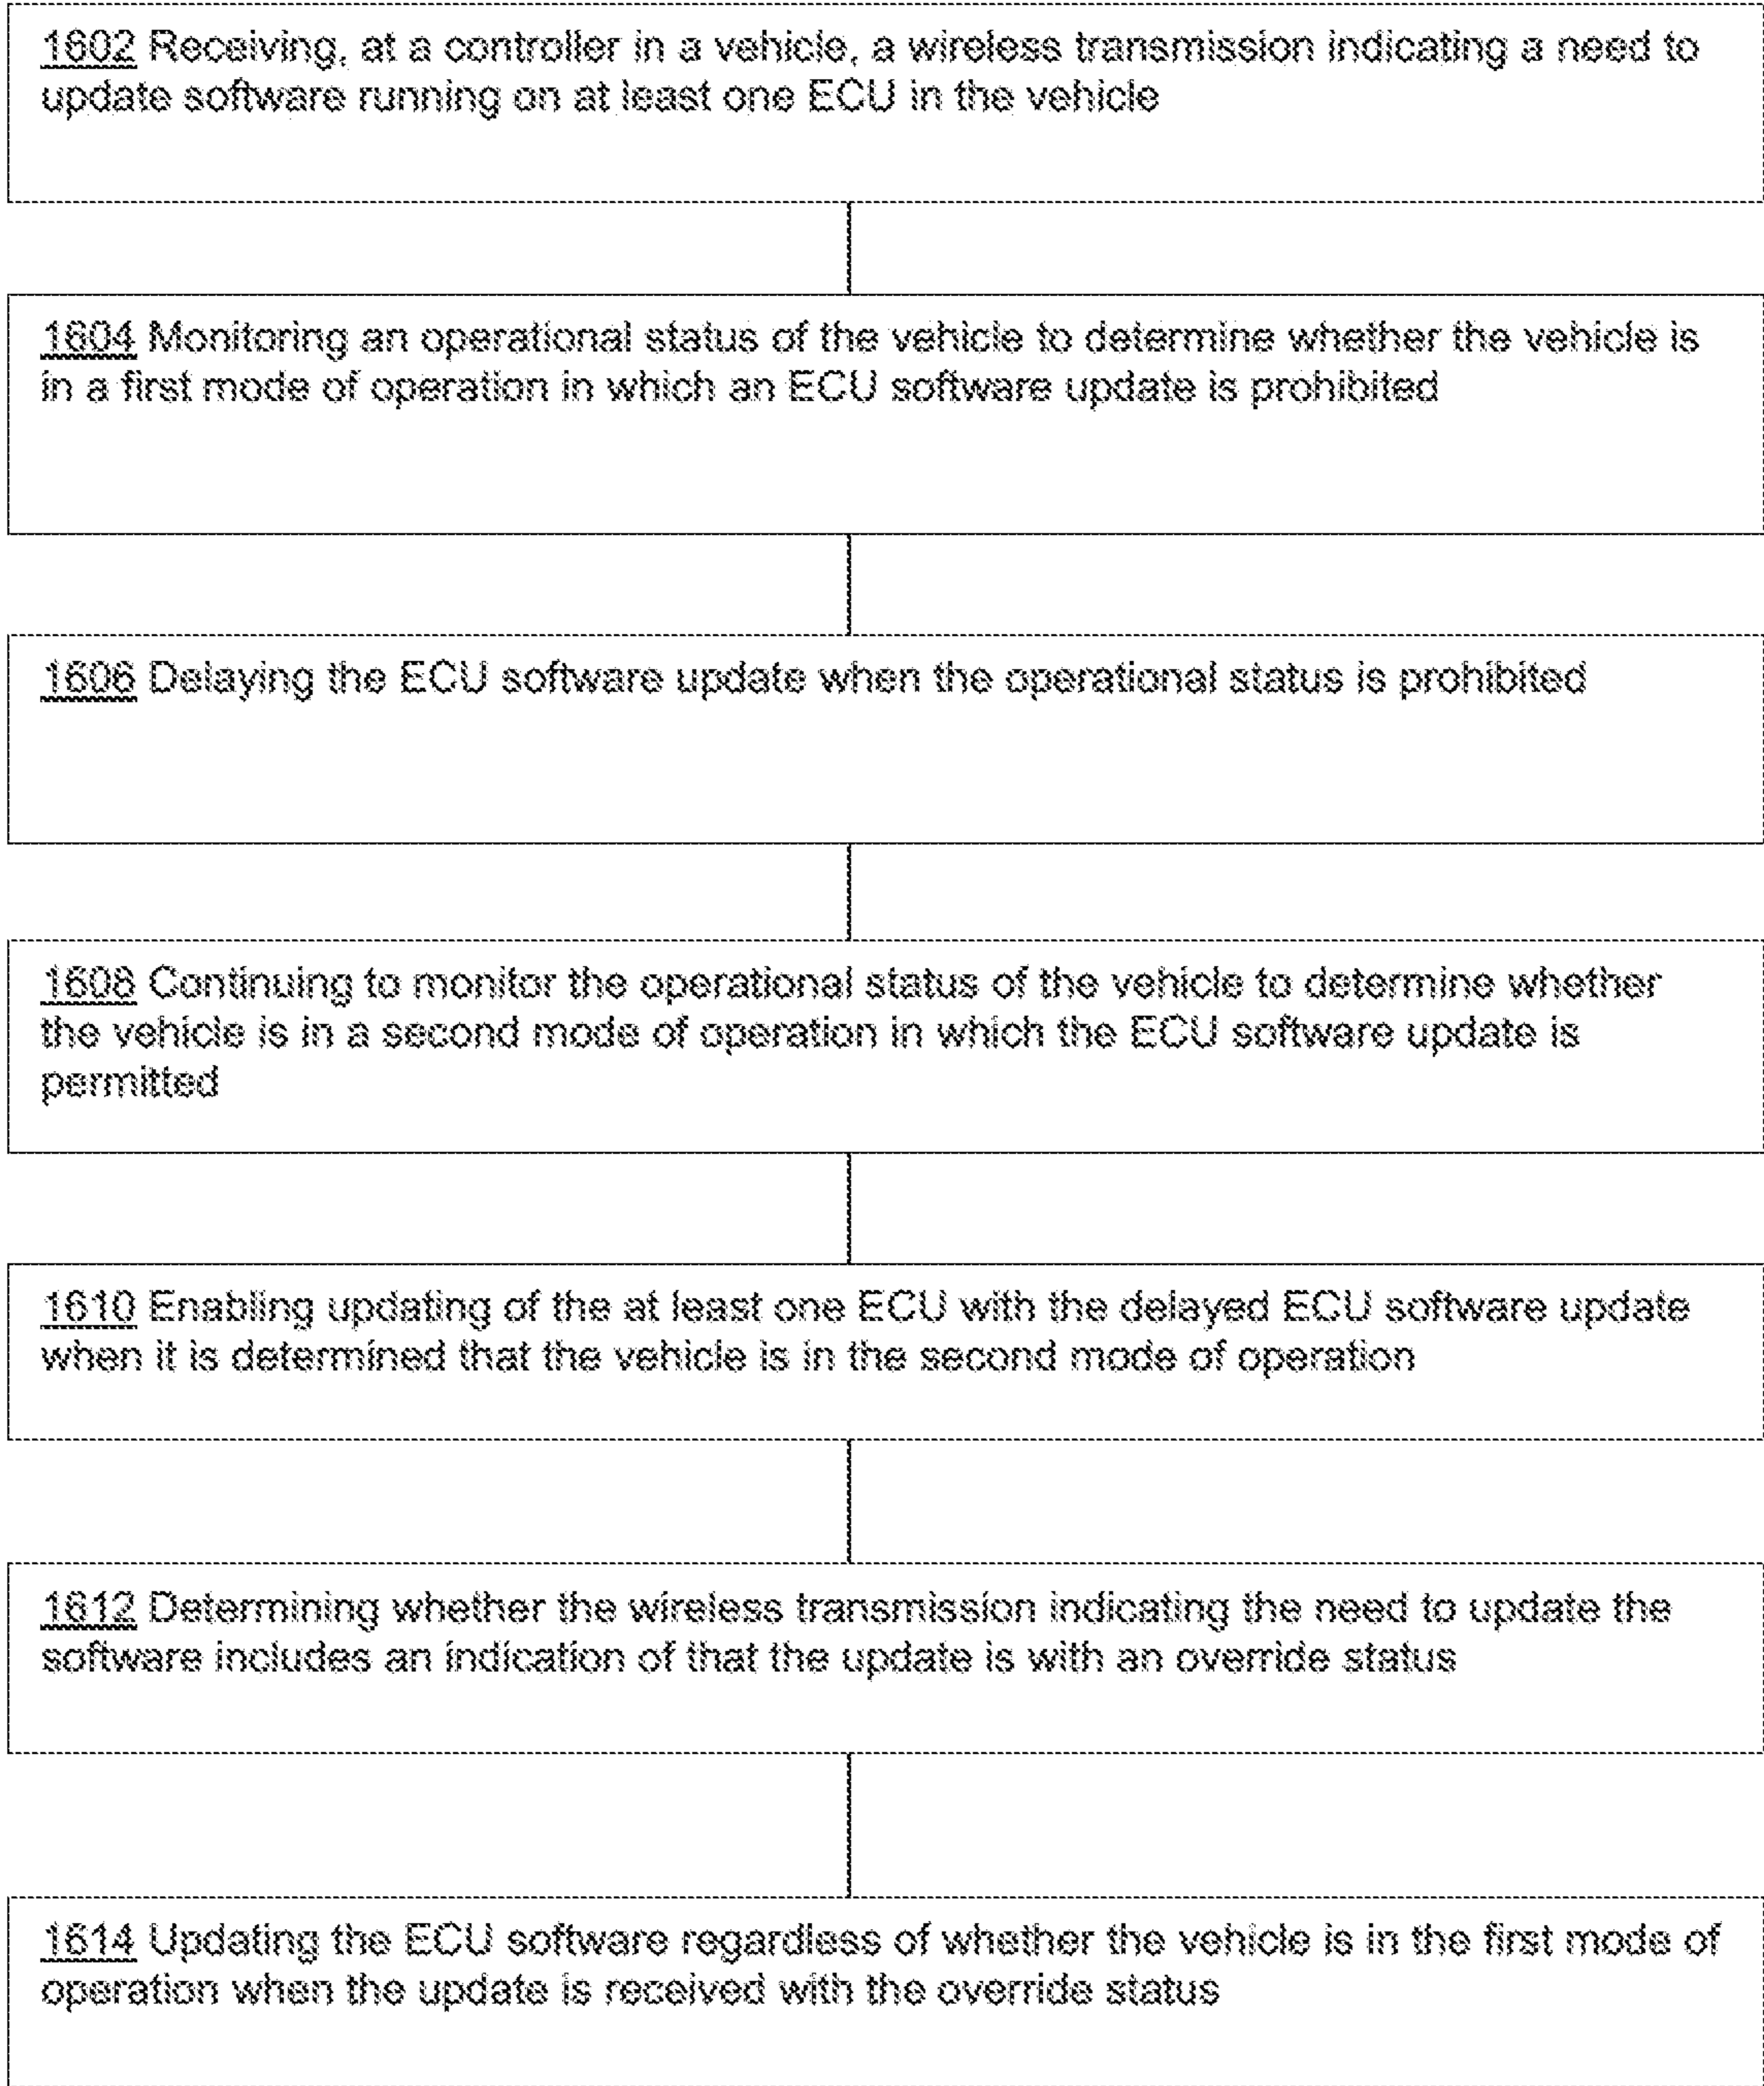 1602 Receiving, at a controller in a vehicle, a wireless transmission indicating a need to
update software running on at least one ECU in the vehicle
1604 Monitoring an operational status of the vehicle to determine whether the vehicle is
in a first mode of operation in which an ECU software update is prohibited
1606 Delaying the ECU software update when the operational status is prohibited
1608 Continuing to monitor the operational status of the vehicle to determine whether
the vehicle is in a second mode of operation in which the ECU software update is
permitted
1610 Enabling updating of the at least one ECU with the delayed ECU software update
when it is determined that the vehicle is in the second mode of operation
1612 Determining whether the wireless transmission indicating the need to update the
software includes an indication of that the update is with an override status
1614 Updating the ECU software regardless of whether the vehicle is in the first mode of
operation when the update is received with the override status